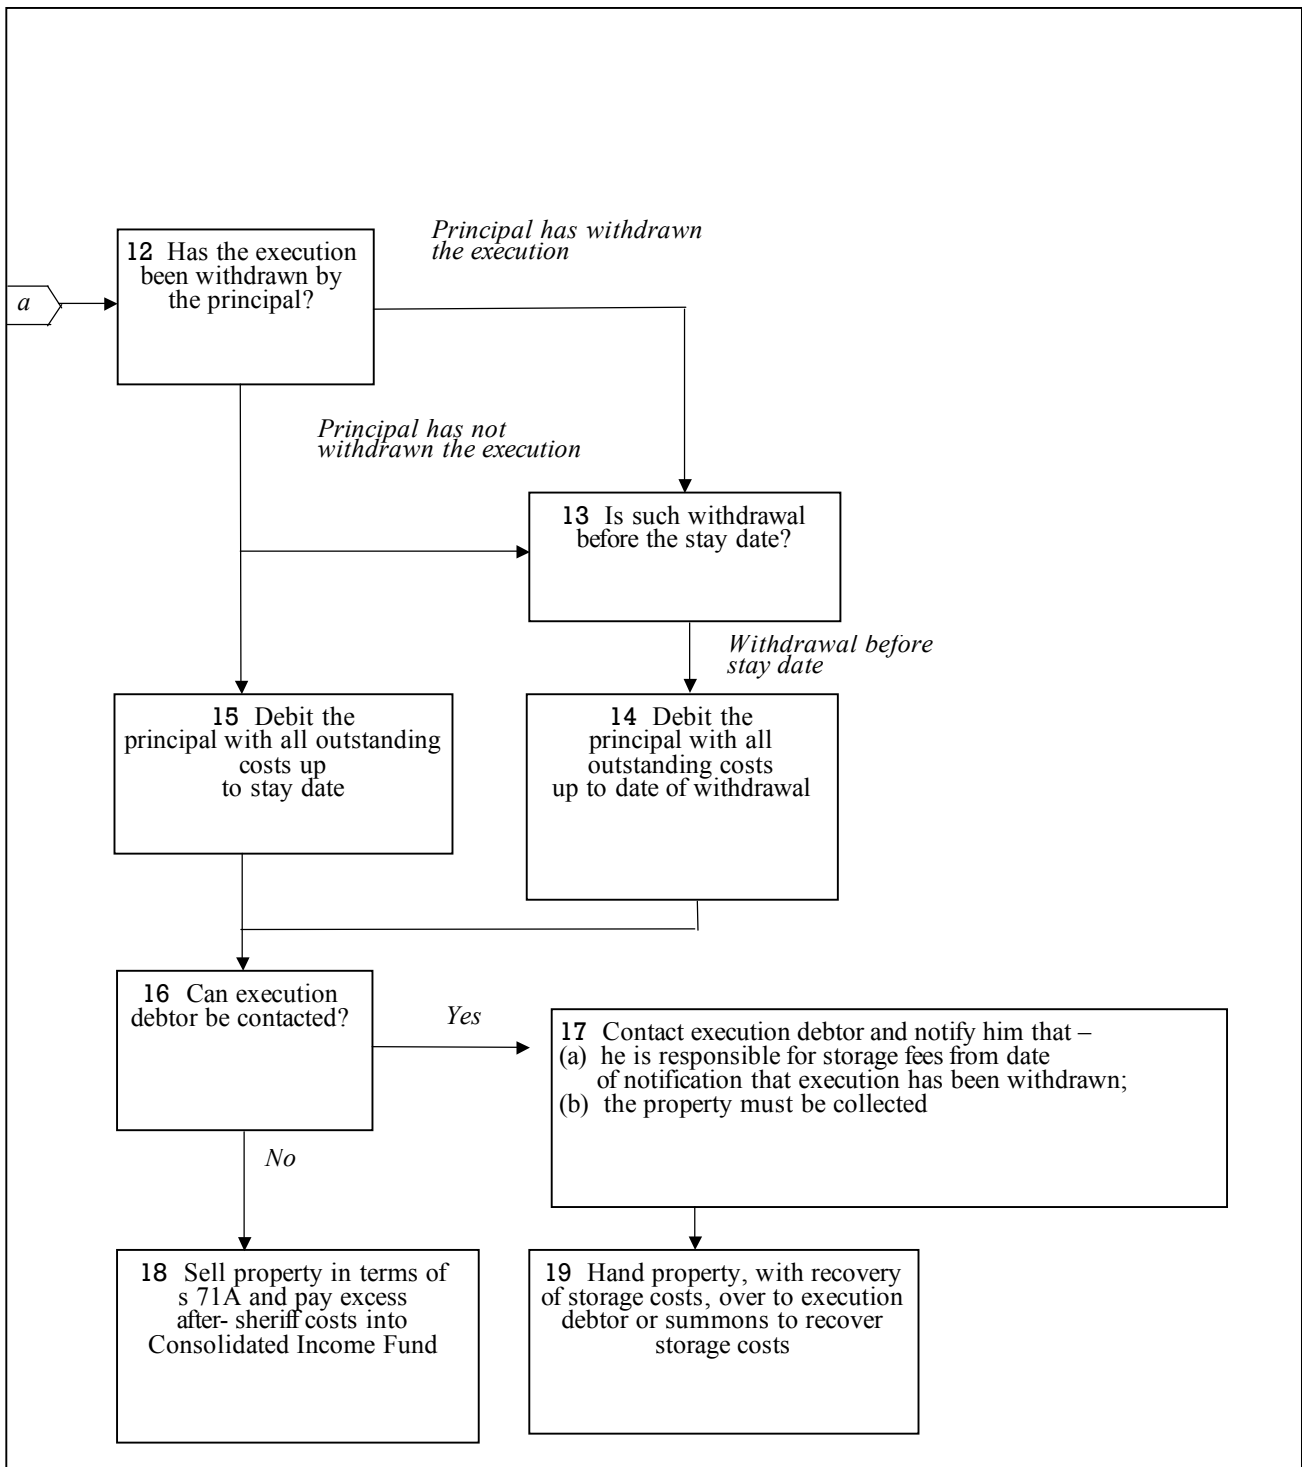 Principal has withdrawn
the execution
12 Has the execution
been withdrawn by
the principal?
a
Principal has not
withdrawn the execution
13 Is such withdrawal
before the stay date?
Withdrawal before
stay date
15 Debit the
principal with all outstanding
costs up
to stay date
14 Debit the
principal with all
outstanding costs
up to date of withdrawal
16 Can execution
debtor be contacted?
Yes
17 Contact execution debtor and notify him that –
(a) he is responsible for storage fees from date
of notification that execution has been withdrawn;
(b) the property must be collected
No
18 Sell property in terms of
s 71A and pay excess
after- sheriff costs into
Consolidated Income Fund
19 Hand property, with recovery
of storage costs, over to execution
debtor or summons to recover
storage costs